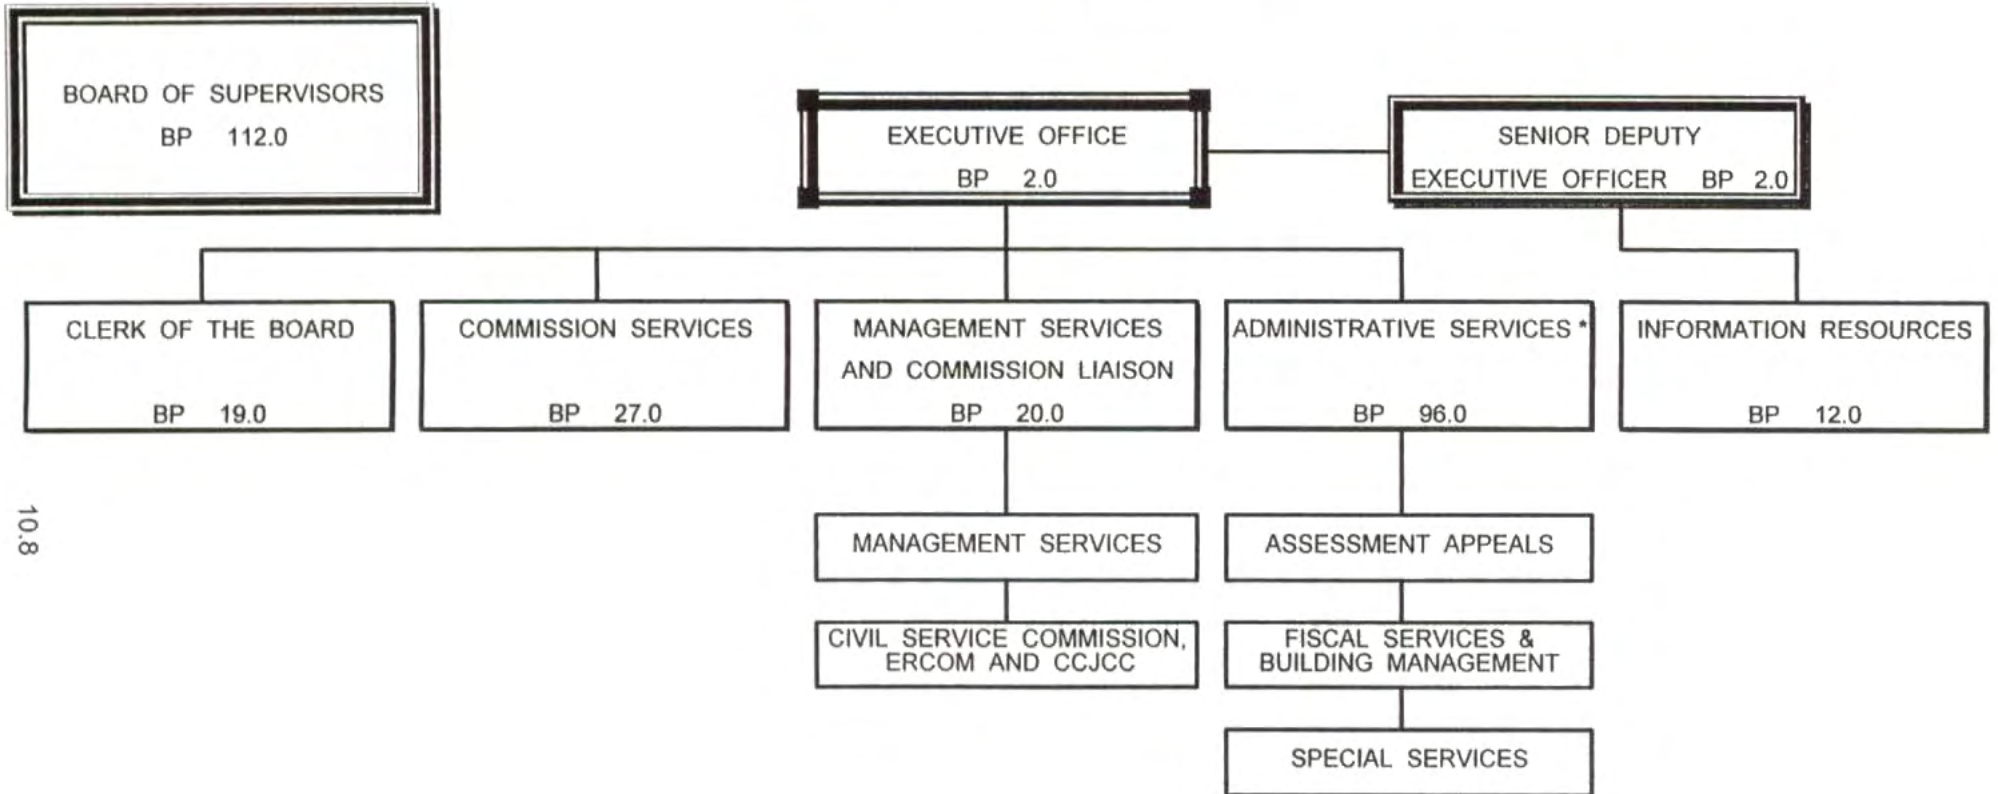 BOARD OF SUPERVISORS
BP 112.0
EXECUTIVE OFFICE
BP 2.0
SENIOR DEPUTY
EXECUTIVE OFFICER BP 2.0
CLERK OF THE BOARD
BP 19.0
COMMISSION SERVICES
BP 27.0
MANAGEMENT SERVICES
AND COMMISSION LIAISON
BP 20.0
ADMINISTRATIVE SERVICES *
BP 96.0
INFORMATION RESOURCES
BP 12.0
MANAGEMENT SERVICES
CIVIL SERVICE COMMISSION,
ERCOM AND CCJCC
ASSESSMENT APPEALS
FISCAL SERVICES &
BUILDING MANAGEMENT
SPECIAL SERVICES
10.8